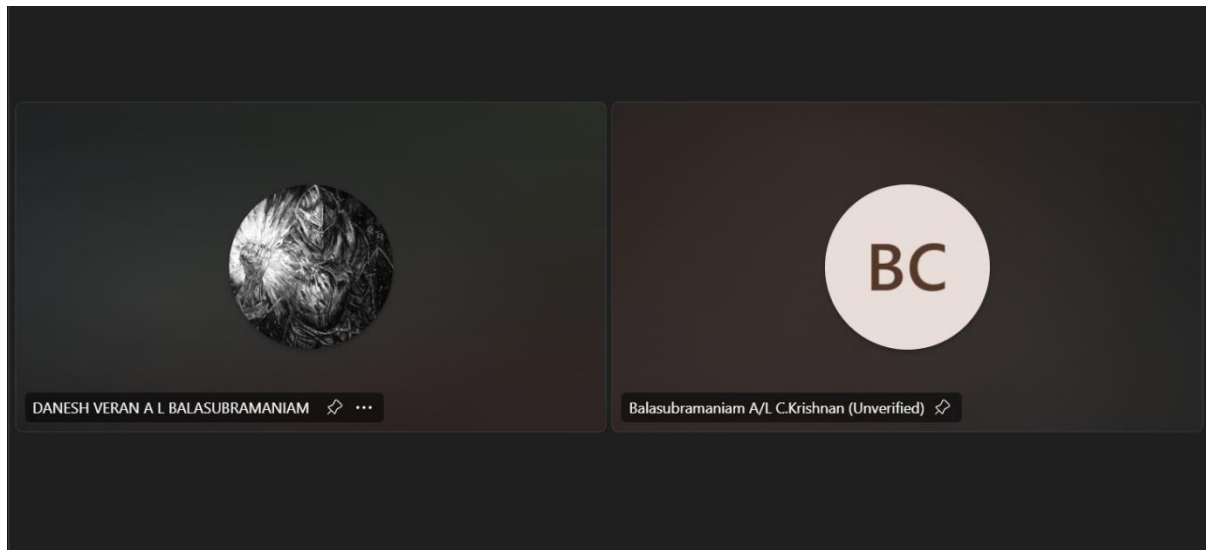 BC
DANESH VERAN A L BALASUBRAMANIAM ...
Balasubramaniam A/L C.Krishnan (Unverified)